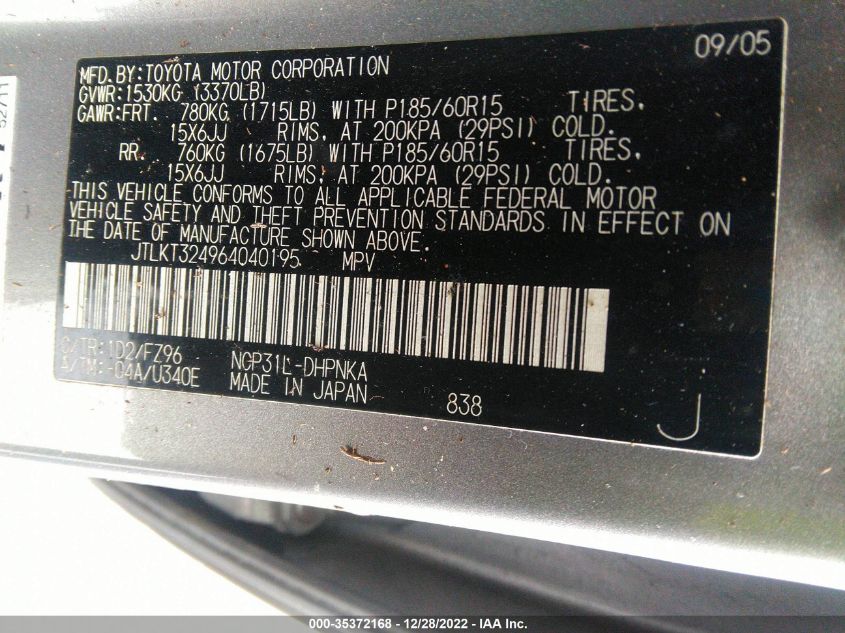 09/05
MFD.BY:TOYOTA MOTOR CORPORATION
GVWR:1530KG (3370LB)
GAWR:FRT. 780KG (1715LB) WITH P185/60R15 TIRES.
15X6JJ RIMS, AT 200KPA (29PSI) COLD.
RR. 760KG (1675LB) WITH P185/60R15 TIRES,
15X6JJ RIMS, AT 200KPA (29PSI) COLD.
THIS VEHICLE CONFORMS TO ALL APPLICABLE FEDERAL MOTOR
VEHICLE SAFETY AND THEFT PREVENTION STANDARDS IN EFFECT ON
THE DATE OF MANUFACTURE SHOWN ABOVE.
JTLKT324964040195 MPV
C/TR:1D2/FZ96 NCP31L-DHPNKA
A/TM:-04A/U340E MADE IN JAPAN 838
J
000-35372168 - 12/28/2022 - IAA Inc.